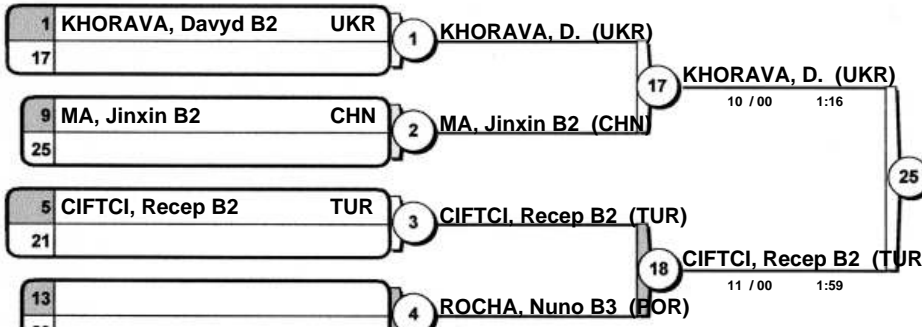 1 KHORAVA, Davyd B2 UKR
17
1
KHORAVA, D. (UKR)
9 MA, Jinxin B2 CHN
25
2
MA, Jinxin B2 (CHN)
17
KHORAVA, D. (UKR)
10 / 00 1:16
5 CIFTCI, Recep B2 TUR
21
3
CIFTCI, Recep B2 (TUR)
13
4
ROCHA, Nuno B3 (POR)
18
CIFTCI, Recep B2 (TUR
11 / 00 1:59
25